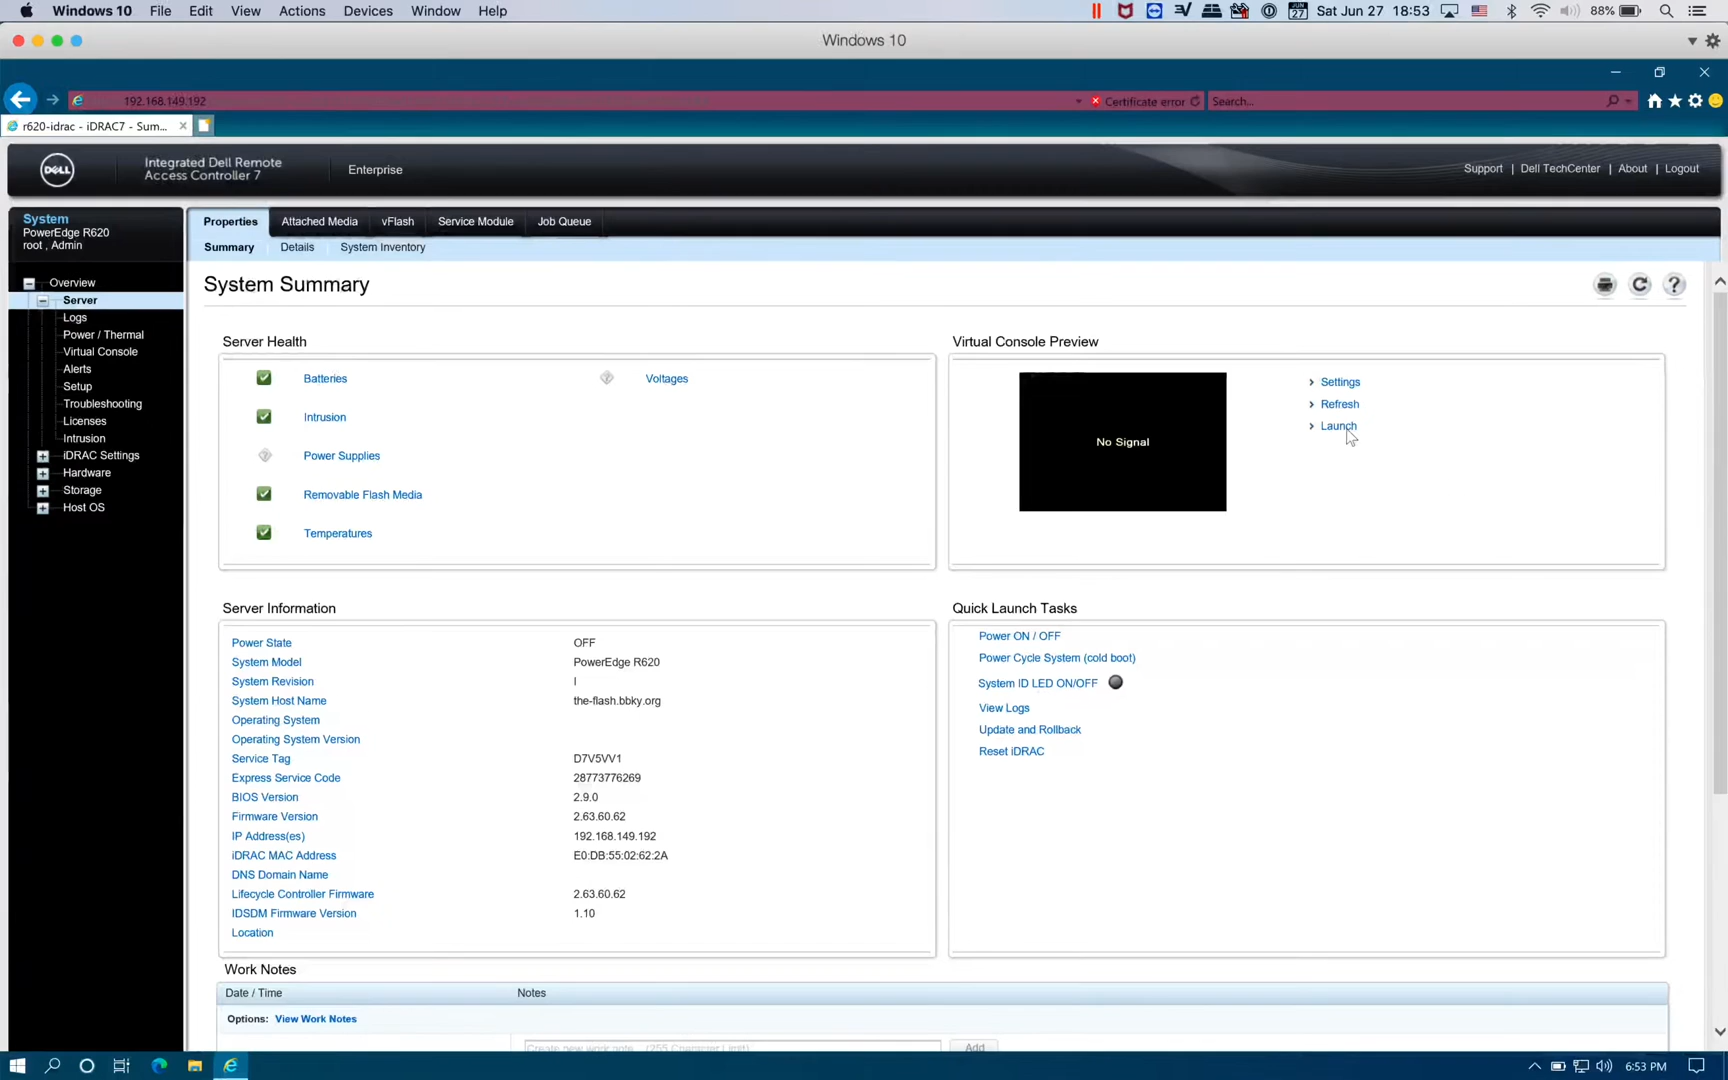 Windows 10 File Edit View Actions Devices Window Help
JUN 27 Sat Jun 27 18:53 88%
Windows 10
192.168.149.192 Certificate error Search...
r620-idrac - iDRAC7 - Sum...
DELL Integrated Dell Remote Access Controller 7 Enterprise Support | Dell TechCenter | About | Logout
System
PowerEdge R620
root , Admin
Properties Attached Media vFlash Service Module Job Queue
Summary Details System Inventory
Overview
Server
Logs
Power / Thermal
Virtual Console
Alerts
Setup
Troubleshooting
Licenses
Intrusion
iDRAC Settings
Hardware
Storage
Host OS
System Summary
Server Health
Batteries Voltages
Intrusion
Power Supplies
Removable Flash Media
Temperatures
Virtual Console Preview
No Signal
Settings
Refresh
Launch
Server Information
Power State OFF
System Model PowerEdge R620
System Revision I
System Host Name the-flash.bbky.org
Operating System
Operating System Version
Service Tag D7V5VV1
Express Service Code 28773776269
BIOS Version 2.9.0
Firmware Version 2.63.60.62
IP Address(es) 192.168.149.192
iDRAC MAC Address E0:DB:55:02:62:2A
DNS Domain Name
Lifecycle Controller Firmware 2.63.60.62
IDSDM Firmware Version 1.10
Location
Quick Launch Tasks
Power ON / OFF
Power Cycle System (cold boot)
System ID LED ON/OFF
View Logs
Update and Rollback
Reset iDRAC
Work Notes
Date / Time Notes
Options: View Work Notes
Create new work note (255 Character Limit) Add
6:53 PM